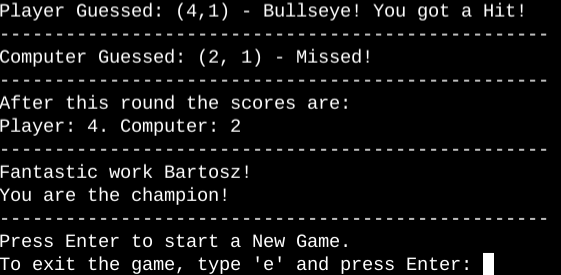 Player Guessed: (4,1) - Bullseye! You got a Hit!
--------------------------------------------------
Computer Guessed: (2, 1) - Missed!
--------------------------------------------------
After this round the scores are:
Player: 4. Computer: 2
--------------------------------------------------
Fantastic work Bartosz!
You are the champion!
--------------------------------------------------
Press Enter to start a New Game.
To exit the game, type 'e' and press Enter: